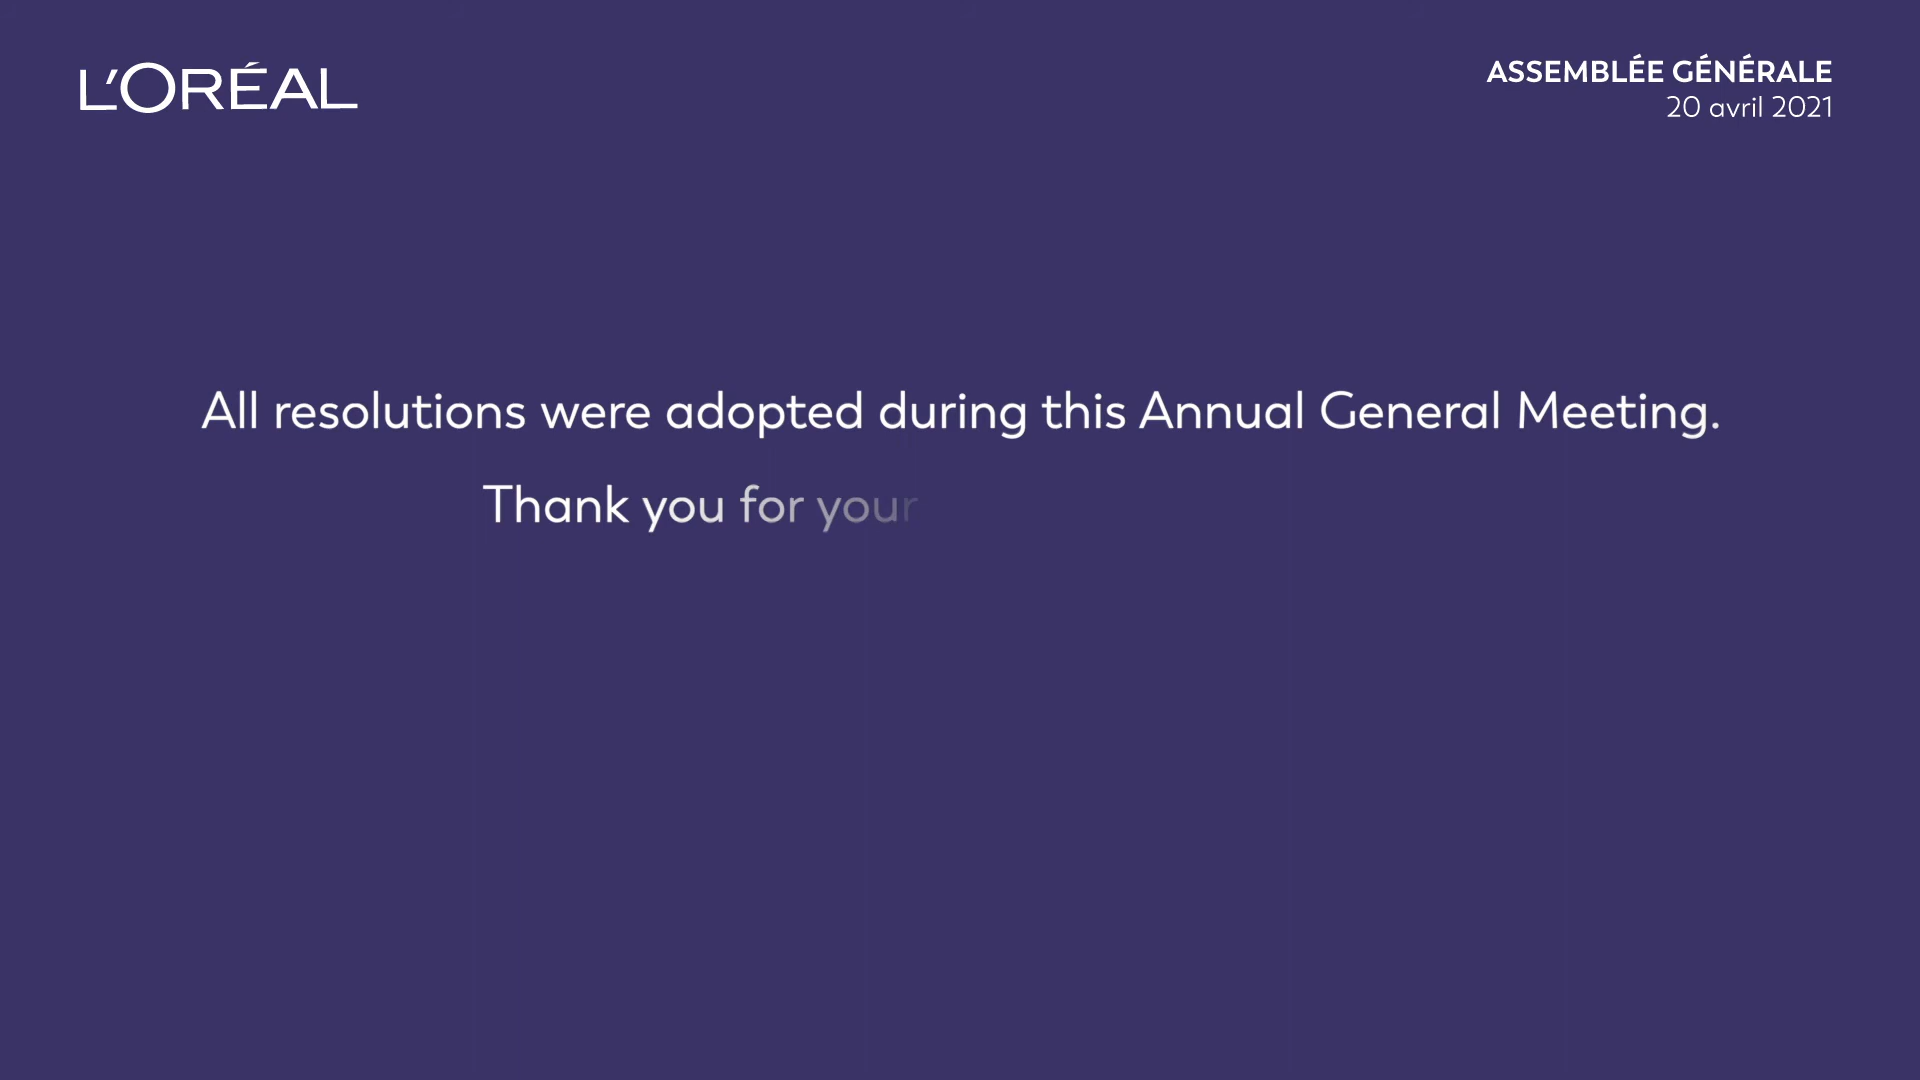 L'ORÉAL
ASSEMBLÉE GÉNÉRALE
20 avril 2021
All resolutions were adopted during this Annual General Meeting.
Thank you for your